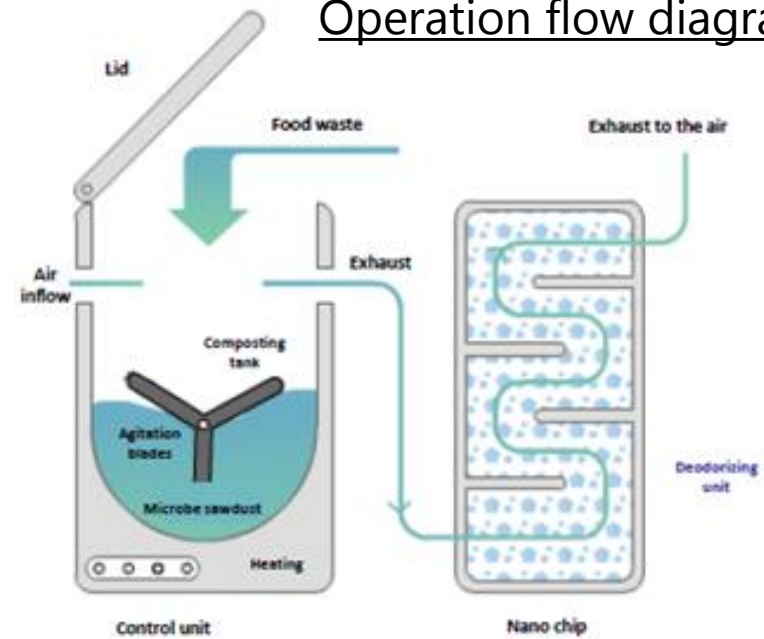 Operation flow diagra
Lid
Food waste
Exhaust to the air
Air
inflow
Exhaust
Composting
tank
Agitation
blades
Microbe sawdust
Deodorizing
unit
Heating
Control unit
Nano chip